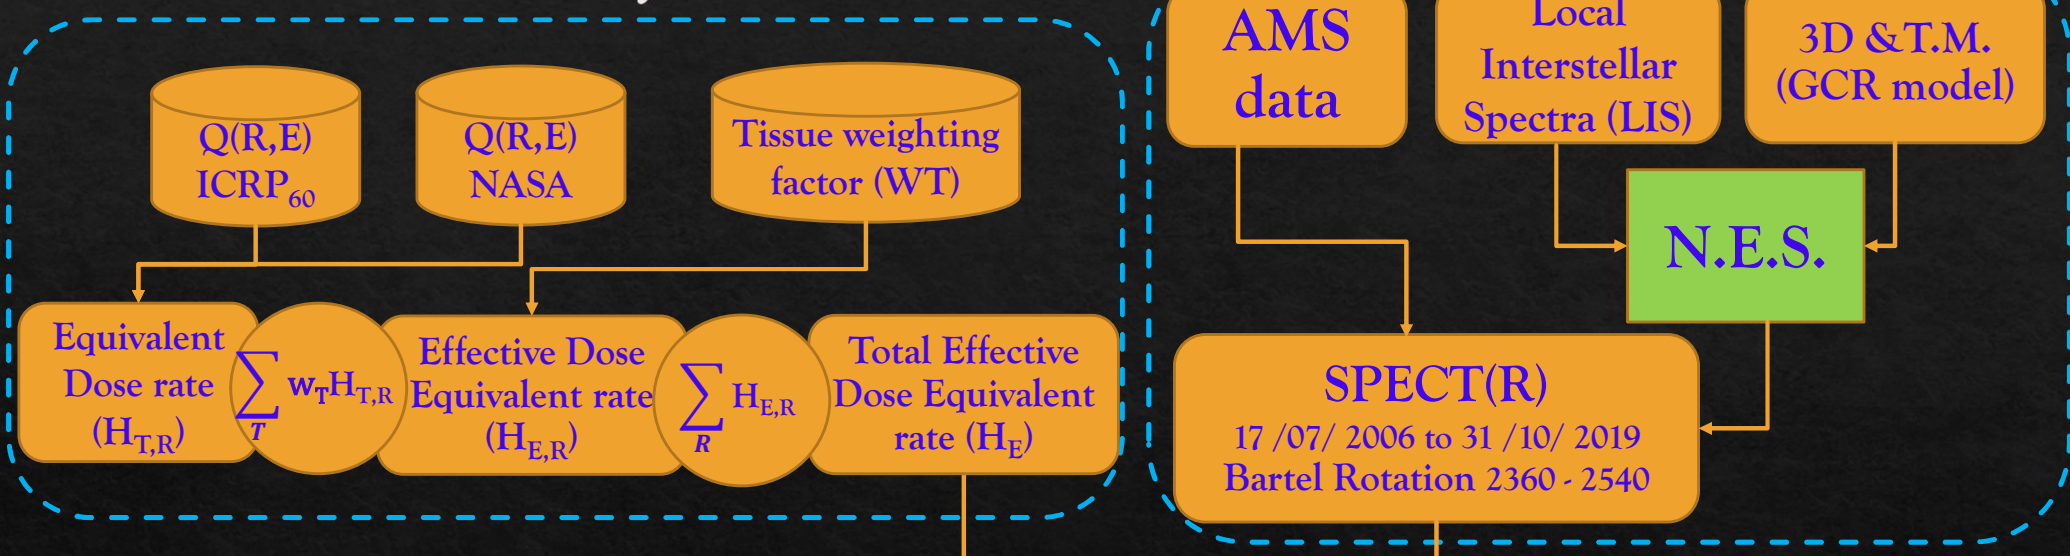 Q(R,E)
ICRP60
Q(R,E)
NASA
Tissue weighting
factor (WT)
Equivalent
Dose rate
(HT,R)
∑ wTHT,R
T
Effective Dose
Equivalent rate
(HE,R)
∑ HE,R
R
Total Effective
Dose Equivalent
rate (HE)
AMS
data
Local
Interstellar
Spectra (LIS)
3D &T.M.
(GCR model)
N.E.S.
SPECT(R)
17 /07/ 2006 to 31 /10/ 2019
Bartel Rotation 2360 - 2540